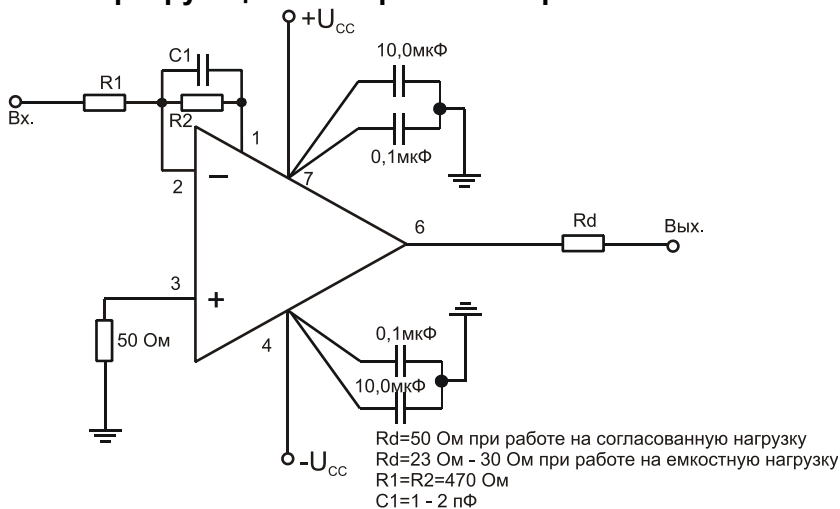 +Ucc
C1
10,0мкФ
R1
Вх.
R2
1
0,1мкФ
2
−
7
6
Rd
Вых.
3
+
50 Ом
4
0,1мкФ
10,0мкФ
-Ucc
Rd=50 Ом при работе на согласованную нагрузку
Rd=23 Ом - 30 Ом при работе на емкостную нагрузку
R1=R2=470 Ом
C1=1 - 2 пФ